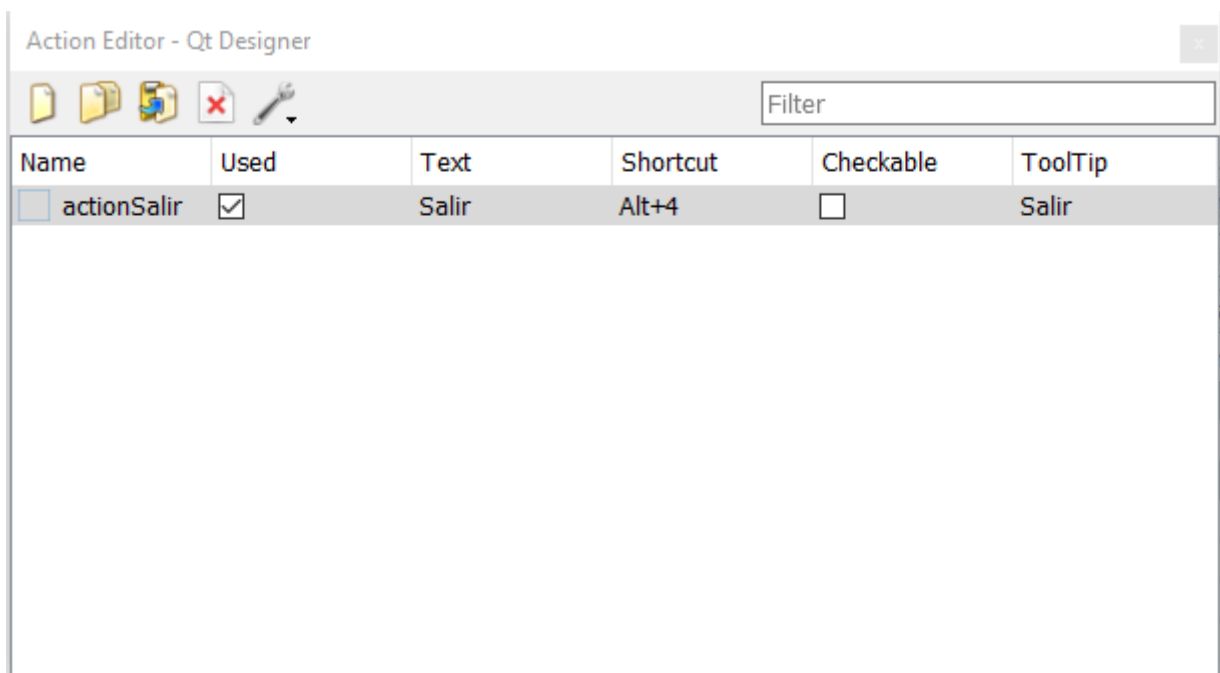 Action Editor - Qt Designer
Filter
Name Used Text Shortcut Checkable ToolTip
actionSalir Salir Alt+4 Salir